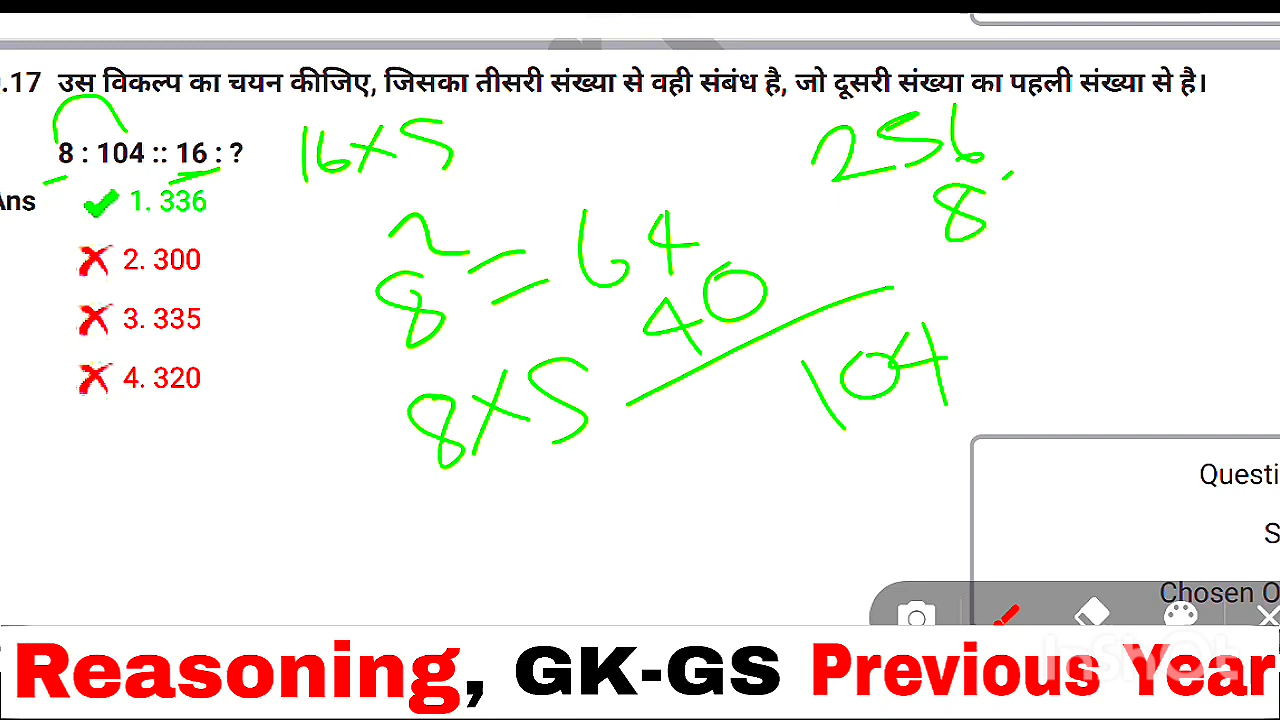 .17 उस विकल्प का चयन कीजिए, जिसका तीसरी संख्या से वही संबंध है, जो दूसरी संख्या का पहली संख्या से है।
8 : 104 :: 16 : ?
16×5
256
8
Ans 1. 336
2. 300
3. 335
4. 320
8² = 64
40
8×5
104
Questi
S
Chosen O
InShOt
Reasoning, GK-GS Previous Year